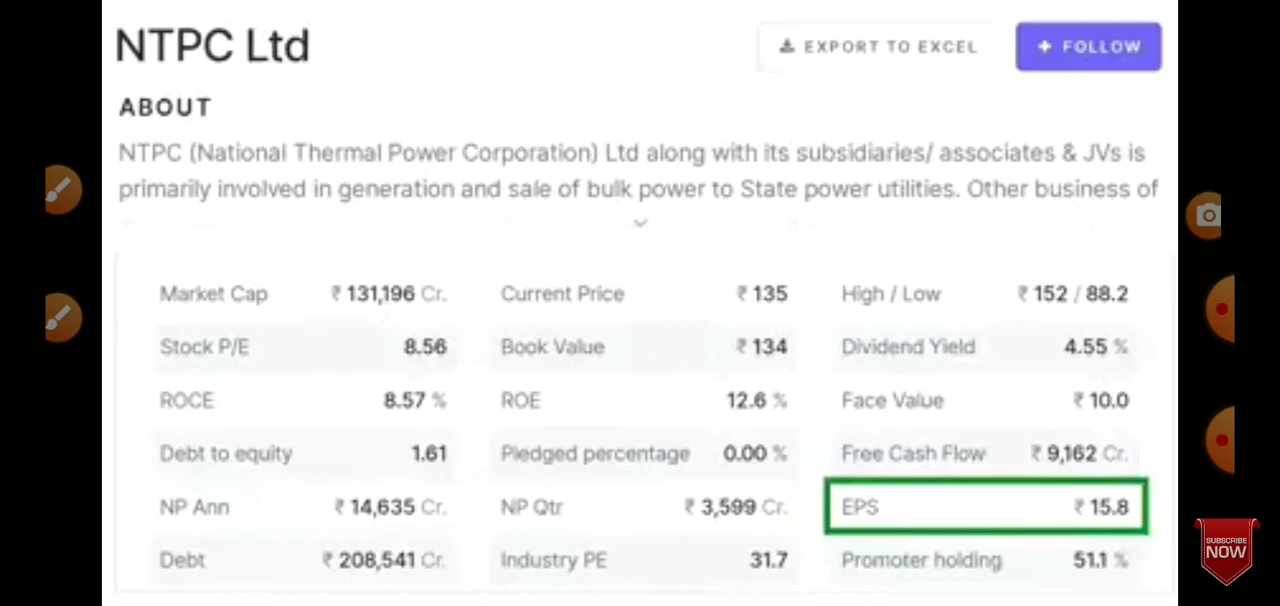 NTPC Ltd
EXPORT TO EXCEL
+ FOLLOW
ABOUT
NTPC (National Thermal Power Corporation) Ltd along with its subsidiaries/ associates & JVs is
primarily involved in generation and sale of bulk power to State power utilities. Other business of
Market Cap ₹ 131,196 Cr. Current Price ₹ 135 High / Low ₹ 152 / 88.2
Stock P/E 8.56 Book Value ₹ 134 Dividend Yield 4.55 %
ROCE 8.57 % ROE 12.6 % Face Value ₹ 10.0
Debt to equity 1.61 Pledged percentage 0.00 % Free Cash Flow ₹ 9,162 Cr.
NP Ann ₹ 14,635 Cr. NP Qtr ₹ 3,599 Cr. EPS ₹ 15.8
Debt ₹ 208,541 Cr. Industry PE 31.7 Promoter holding 51.1 %
SUBSCRIBE
NOW